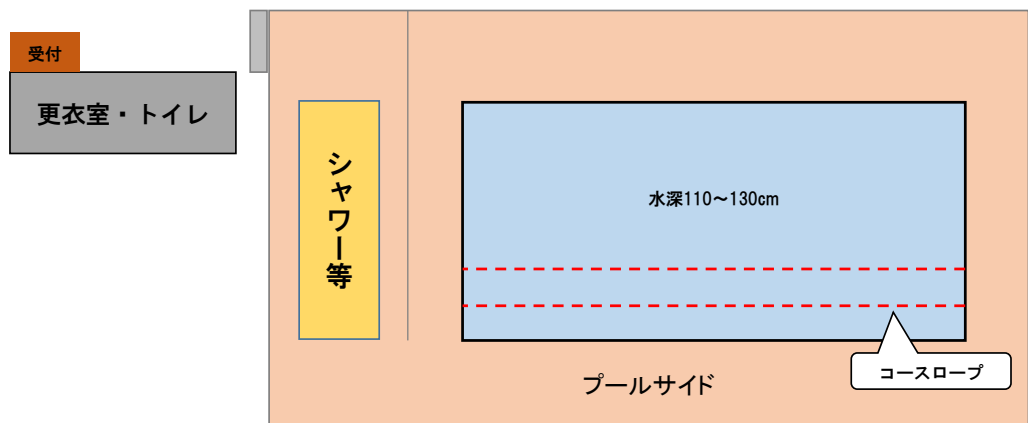 受付
更衣室・トイレ
シャワー等
水深110～130cm
コースロープ
プールサイド